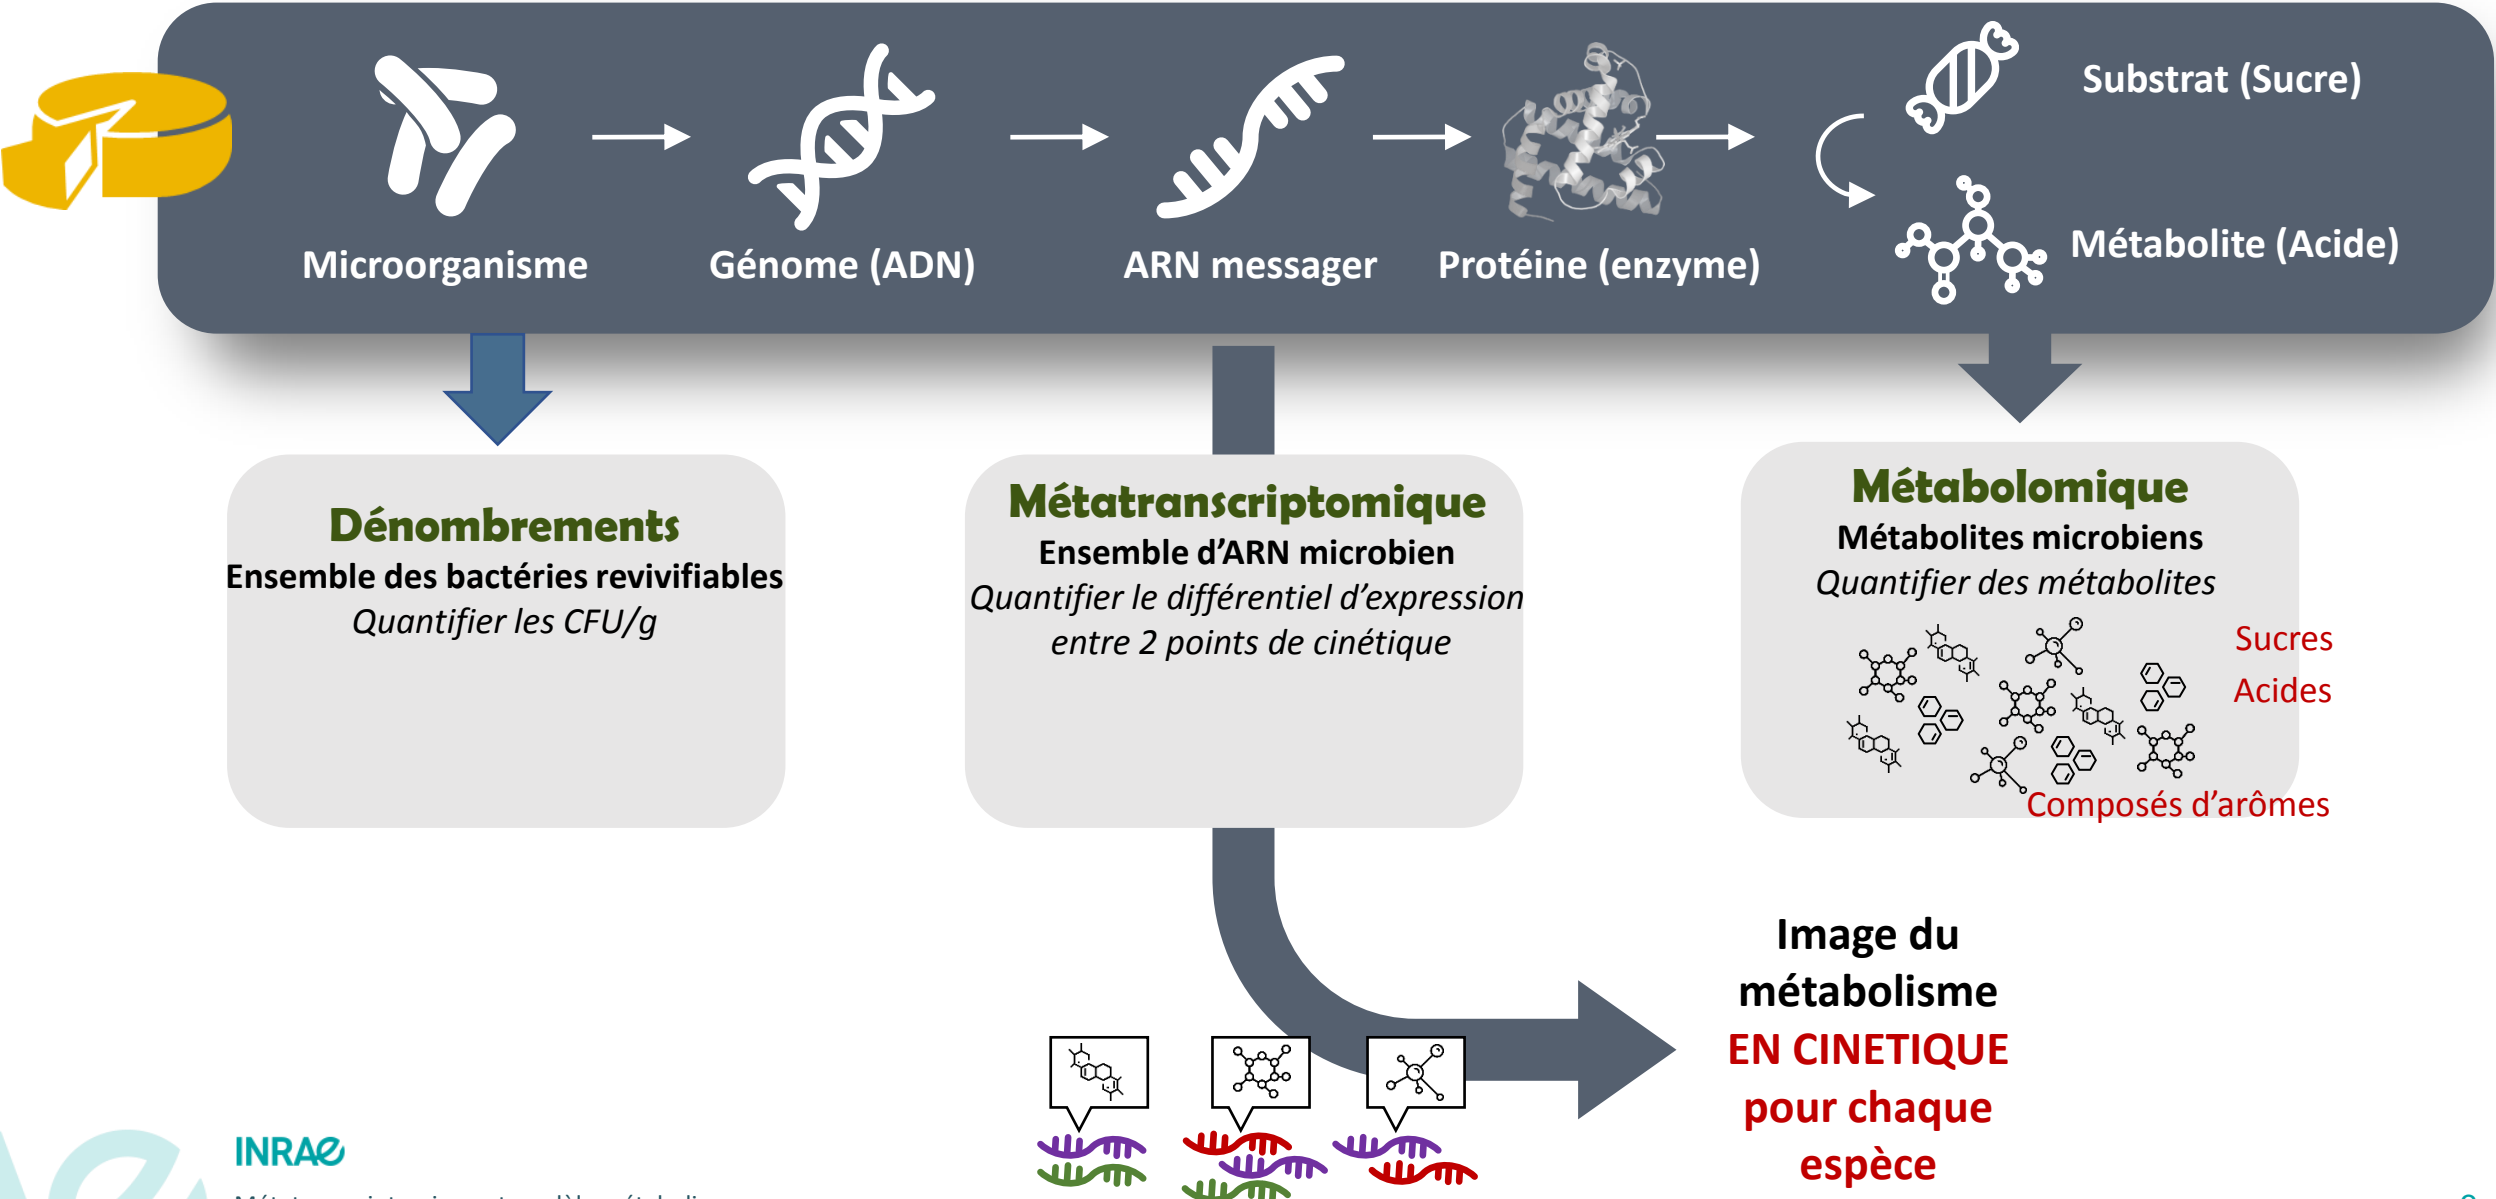 Substrat (Sucre)
Métabolite (Acide)
Microorganisme
Génome (ADN)
ARN messager
Protéine (enzyme)
Dénombrements
Ensemble des bactéries revivifiables
Quantifier les CFU/g
Métatranscriptomique
Ensemble d’ARN microbien
Quantifier le différentiel d’expression
entre 2 points de cinétique
Métabolomique
Métabolites microbiens
Quantifier des métabolites
Sucres
Acides
Composés d’arômes
Image du
métabolisme
EN CINETIQUE
pour chaque
espèce
INRAE